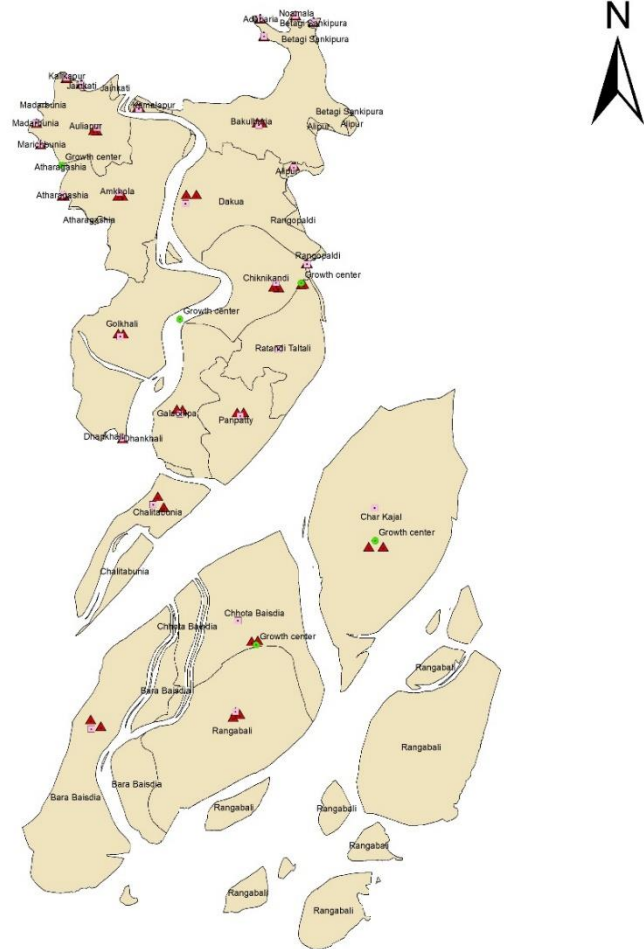 N
Noamala
Adabaria
Betagi Sankipura
Betagi Sankipura
Kalikapur
Jainkati
Jainkati
Kamalapur
Madarbunia
Betagi Sankipura
Madarbunia
Auliapur
Bakulbaria
Alipur
Alipur
Marichbunia
Growth center
Atharagashia
Alipur
Atharagashia
Amkhola
Dakua
Atharagashia
Rangopaldi
Rangopaldi
Growth center
Chiknikandi
Growth center
Golkhali
Ratandi Taltali
Galachipa
Panpatty
Dhankhali
Dhankhali
Chalitabunia
Char Kajal
Growth center
Chalitabunia
Chhota Baisdia
Chhota Baisdia
Growth center
Rangabali
Bara Baisdia
Rangabali
Rangabali
Bara Baisdia
Bara Baisdia
Rangabali
Rangabali
Rangabali
Rangabali
Rangabali